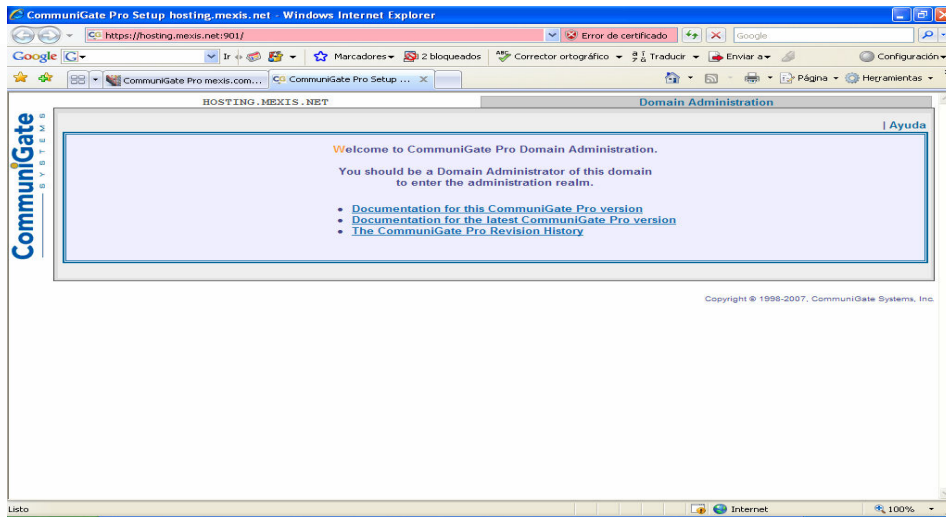 CommuniGate Pro Setup hosting.mexis.net - Windows Internet Explorer
https://hosting.mexis.net:901/
Error de certificado
Google
Google
Ir
Marcadores
2 bloqueados
Corrector ortográfico
Traducir
Enviar a
Configuración
CommuniGate Pro mexis.com...
CommuniGate Pro Setup ...
Página
Herramientas
HOSTING.MEXIS.NET
Domain Administration
| Ayuda
CommuniGate
SYSTEMS
Welcome to CommuniGate Pro Domain Administration.
You should be a Domain Administrator of this domain
to enter the administration realm.
• Documentation for this CommuniGate Pro version
• Documentation for the latest CommuniGate Pro version
• The CommuniGate Pro Revision History
Copyright © 1998-2007, CommuniGate Systems, Inc.
Listo
Internet
100%